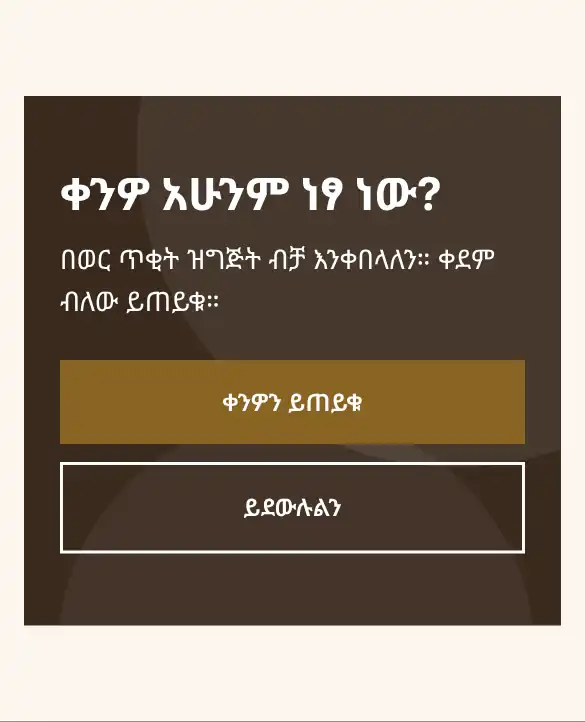 ቀንዎ አሁንም ነፃ ነው?
በወር ጥቂት ዝግጅት ብቻ እንቀበላለን። ቀደም
ብለው ይጠይቁ።
ቀንዎን ይጠይቁ
ይደውሉልን